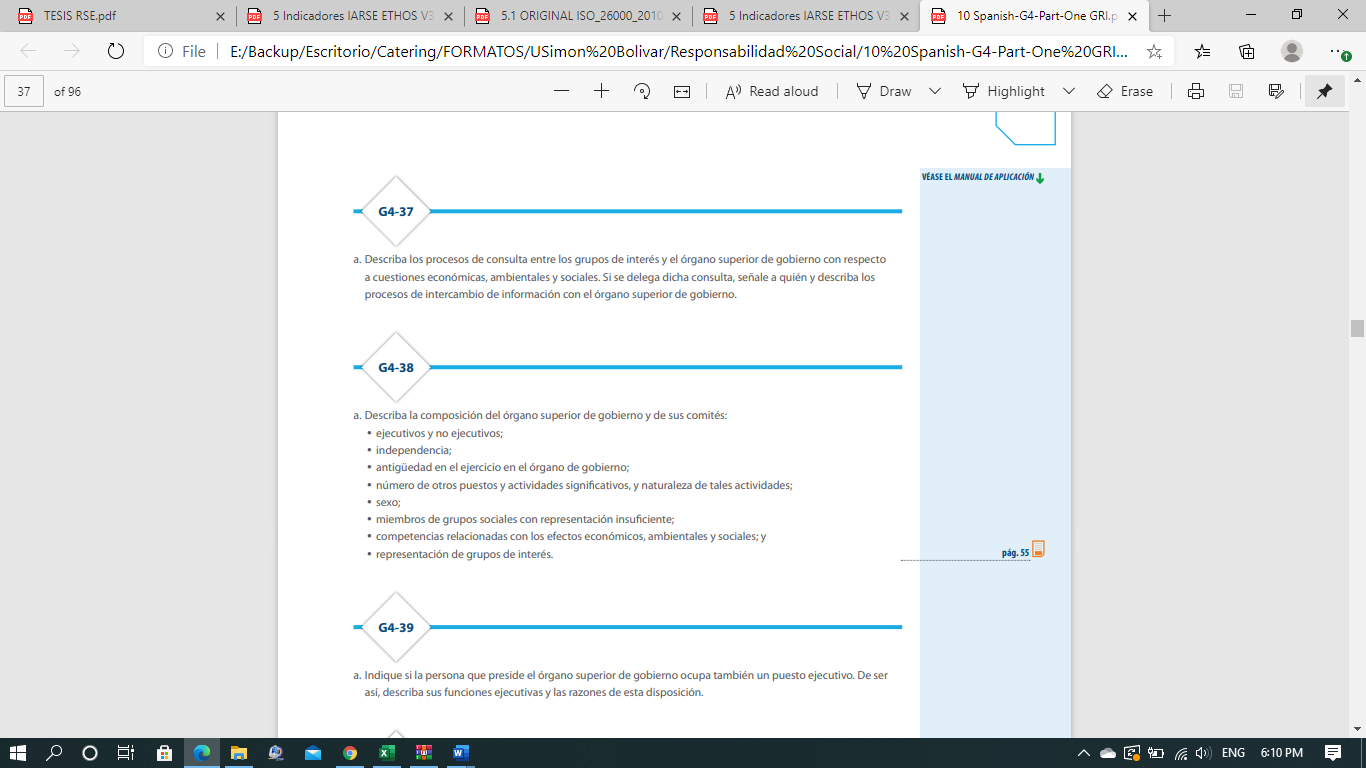 TESIS RSE.pdf
5 Indicadores IARSE ETHOS V3
5.1 ORIGINAL ISO_26000_2010
5 Indicadores IARSE ETHOS V3
10 Spanish-G4-Part-One GRI.p
File
E:/Backup/Escritorio/Catering/FORMATOS/USimon%20Bolivar/Responsabilidad%20Social/10%20Spanish-G4-Part-One%20GRI...
37 of 96
Read aloud
Draw
Highlight
Erase
VÉASE EL MANUAL DE APLICACIÓN
G4-37
a. Describa los procesos de consulta entre los grupos de interés y el órgano superior de gobierno con respecto
a cuestiones económicas, ambientales y sociales. Si se delega dicha consulta, señale a quién y describa los
procesos de intercambio de información con el órgano superior de gobierno.
G4-38
a. Describa la composición del órgano superior de gobierno y de sus comités:
• ejecutivos y no ejecutivos;
• independencia;
• antigüedad en el ejercicio en el órgano de gobierno;
• número de otros puestos y actividades significativos, y naturaleza de tales actividades;
• sexo;
• miembros de grupos sociales con representación insuficiente;
• competencias relacionadas con los efectos económicos, ambientales y sociales; y
• representación de grupos de interés.
pág. 55
G4-39
a. Indique si la persona que preside el órgano superior de gobierno ocupa también un puesto ejecutivo. De ser
así, describa sus funciones ejecutivas y las razones de esta disposición.
ENG
6:10 PM